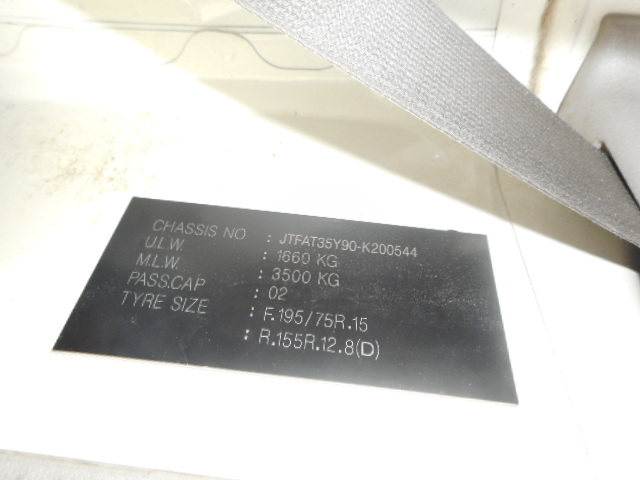 CHASSIS NO : JTFAT35Y90-K200544
U.L.W. : 1660 KG
M.L.W. : 3500 KG
PASS.CAP : 02
TYRE SIZE : F.195/75R.15
: R.155R.12.8(D)